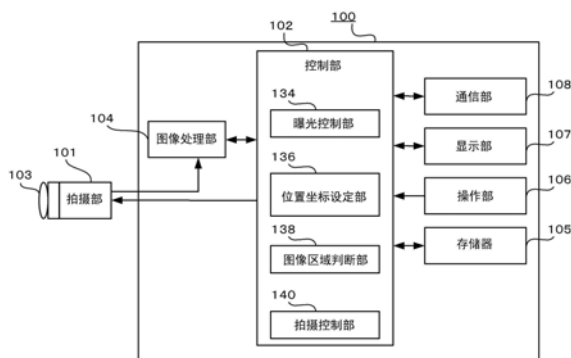 100
102
控制部
134
曝光控制部
108
通信部
104
图像处理部
107
显示部
103
101
拍摄部
136
位置坐标设定部
106
操作部
138
图像区域判断部
105
存储器
140
拍摄控制部